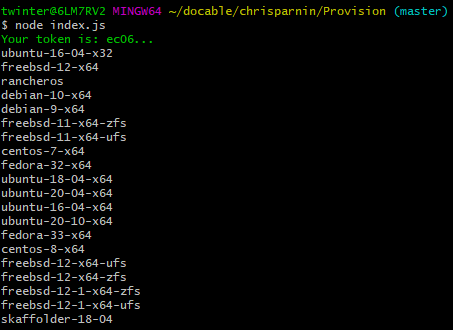 twinter@6LM7RV2 MINGW64 ~/docable/chrisparnin/Provision (master)
$ node index.js
Your token is: ec06...
ubuntu-16-04-x32
freebsd-12-x64
rancheros
debian-10-x64
debian-9-x64
freebsd-11-x64-zfs
freebsd-11-x64-ufs
centos-7-x64
fedora-32-x64
ubuntu-18-04-x64
ubuntu-20-04-x64
ubuntu-16-04-x64
ubuntu-20-10-x64
fedora-33-x64
centos-8-x64
freebsd-12-x64-ufs
freebsd-12-x64-zfs
freebsd-12-1-x64-zfs
freebsd-12-1-x64-ufs
skaffolder-18-04